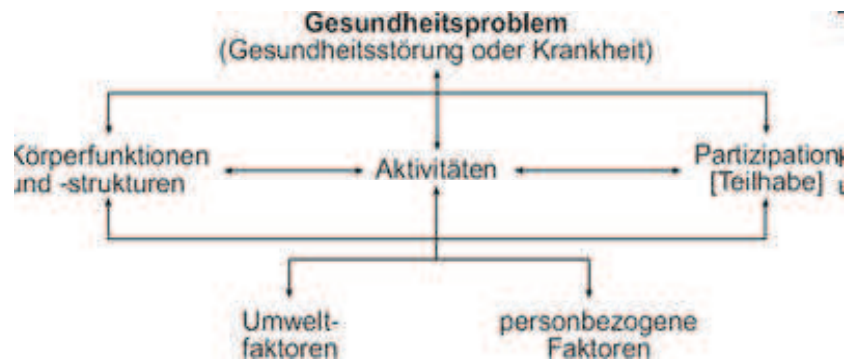 Gesundheitsproblem
(Gesundheitsstörung oder Krankheit)
Körperfunktionen
und -strukturen
Aktivitäten
Partizipation
[Teilhabe]
Umwelt-
faktoren
personbezogene
Faktoren